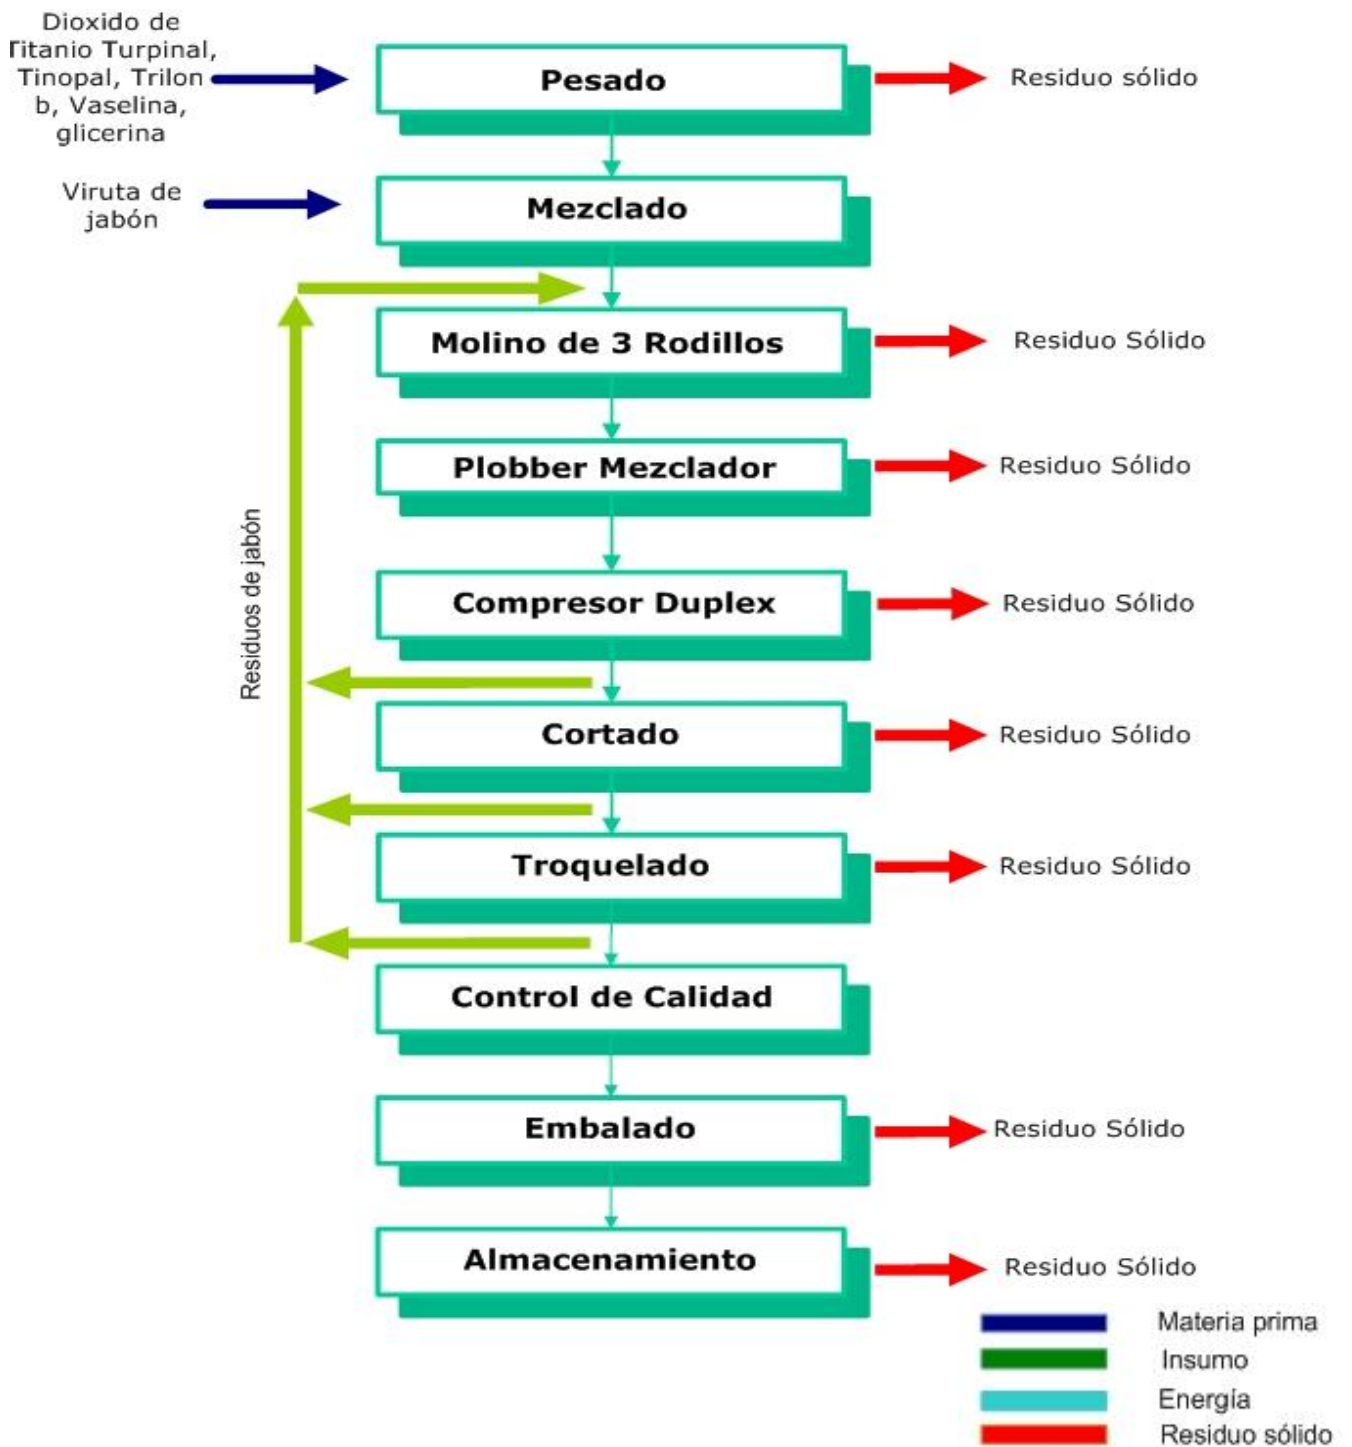 Dioxido de
Titanio Turpinal,
Tinopal, Trilon
b, Vaselina,
glicerina
Pesado
Residuo sólido
Viruta de
jabón
Mezclado
Molino de 3 Rodillos
Residuo Sólido
Plobber Mezclador
Residuo Sólido
Residuos de jabón
Compresor Duplex
Residuo Sólido
Cortado
Residuo Sólido
Troquelado
Residuo Sólido
Control de Calidad
Embalado
Residuo Sólido
Almacenamiento
Residuo Sólido
Materia prima
Insumo
Energía
Residuo sólido